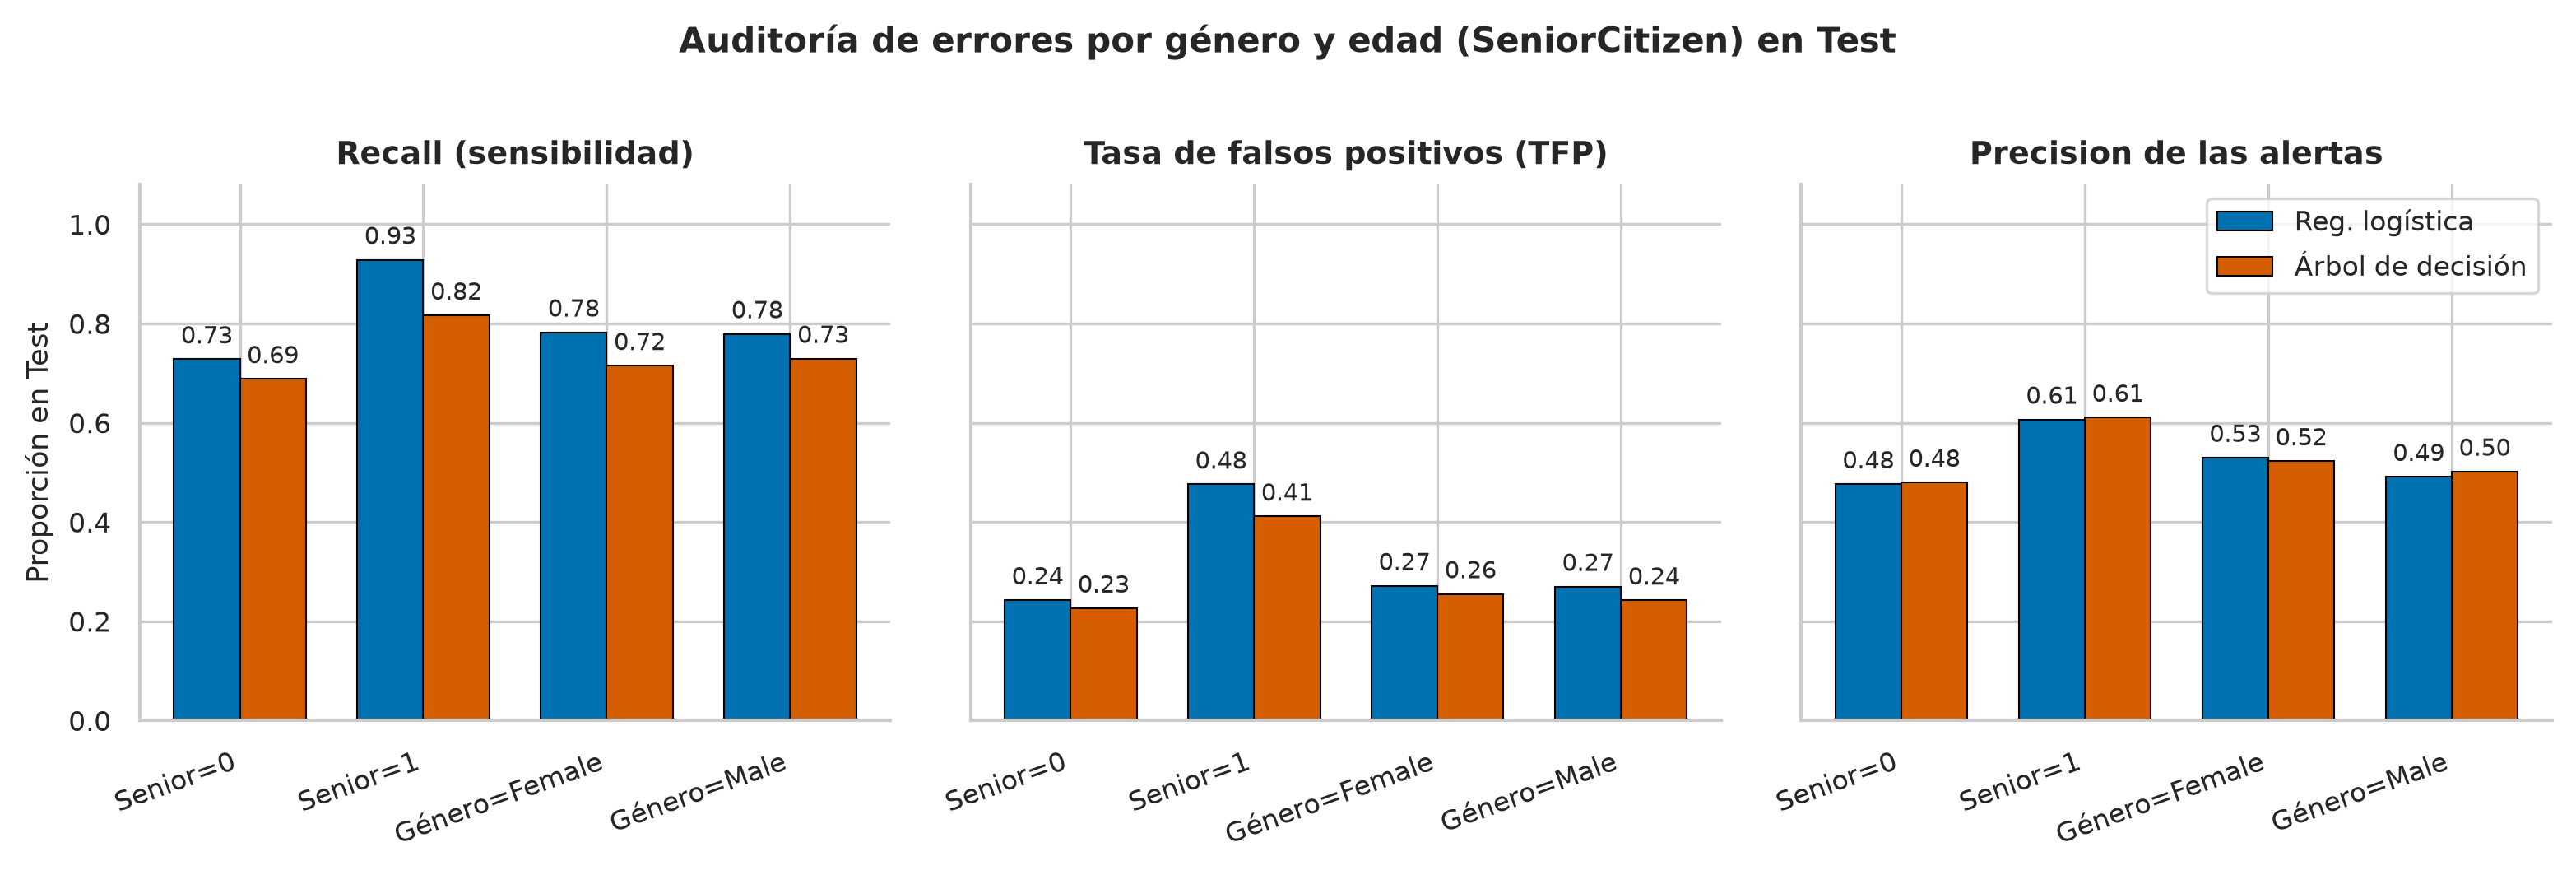 Auditoría de errores por género y edad (SeniorCitizen) en Test
Recall (sensibilidad)
Proporción en Test
1.0
0.8
0.6
0.4
0.2
0.0
0.73
0.69
0.93
0.82
0.78
0.72
0.78
0.73
Senior=0
Senior=1
Género=Female
Género=Male
Tasa de falsos positivos (TFP)
0.24
0.23
0.48
0.41
0.27
0.26
0.27
0.24
Senior=0
Senior=1
Género=Female
Género=Male
Precision de las alertas
Reg. logística
Árbol de decisión
0.48
0.48
0.61
0.61
0.53
0.52
0.49
0.50
Senior=0
Senior=1
Género=Female
Género=Male